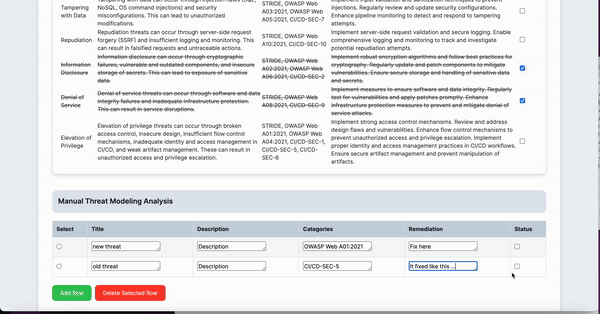 Tampering with Data
NoSQL, OS command injections) and security misconfigurations. This can lead to unauthorized modifications.
STRIDE, OWASP Web A03:2021, OWASP Web A05:2021, CI/CD-SEC-7
injections. Regularly review and update security configurations. Enhance pipeline monitoring to detect and respond to tampering attempts.
Repudiation
Repudiation threats can occur through server-side request forgery (SSRF) and insufficient logging and monitoring. This can result in falsified requests and untraceable actions.
STRIDE, OWASP Web A10:2021, CI/CD-SEC-10
Implement server-side request validation and secure logging. Enable comprehensive logging and monitoring to track and investigate potential repudiation attempts.
Information Disclosure
Information disclosure can occur through cryptographic failures, vulnerable and outdated components, and insecure storage of secrets. This can lead to exposure of sensitive data.
STRIDE, OWASP Web A02:2021, OWASP Web A06:2021, CI/CD-SEC-2
Implement robust encryption algorithms and follow best practices for cryptography. Regularly update and patch components to mitigate vulnerabilities. Ensure secure storage and handling of sensitive data and secrets.
Denial of Service
Denial of service threats can occur through software and data integrity failures and inadequate infrastructure protection. This can result in service disruptions.
STRIDE, OWASP Web A08:2021, CI/CD-SEC-9
Implement measures to ensure software and data integrity. Regularly test for vulnerabilities and apply patches promptly. Enhance infrastructure protection measures to prevent and mitigate denial of service attacks.
Elevation of Privilege
Elevation of privilege threats can occur through broken access control, insecure design, insufficient flow control mechanisms, inadequate identity and access management in CI/CD, and weak artifact management. These can result in unauthorized access and privilege escalation.
STRIDE, OWASP Web A01:2021, OWASP Web A04:2021, CI/CD-SEC-1, CI/CD-SEC-5, CI/CD-SEC-6
Implement strong access control mechanisms. Review and address design flaws and vulnerabilities. Enhance flow control mechanisms to prevent unauthorized access and privilege escalation. Implement proper identity and access management practices in CI/CD workflows. Ensure secure artifact management and prevent manipulation of artifacts.
Manual Threat Modeling Analysis
Select Title Description Categories Remediation Status
new threat Description OWASP Web A01:2021 Fix here
old threat Description CI/CD-SEC-5 It fixed like this ...
Add Row Delete Selected Row